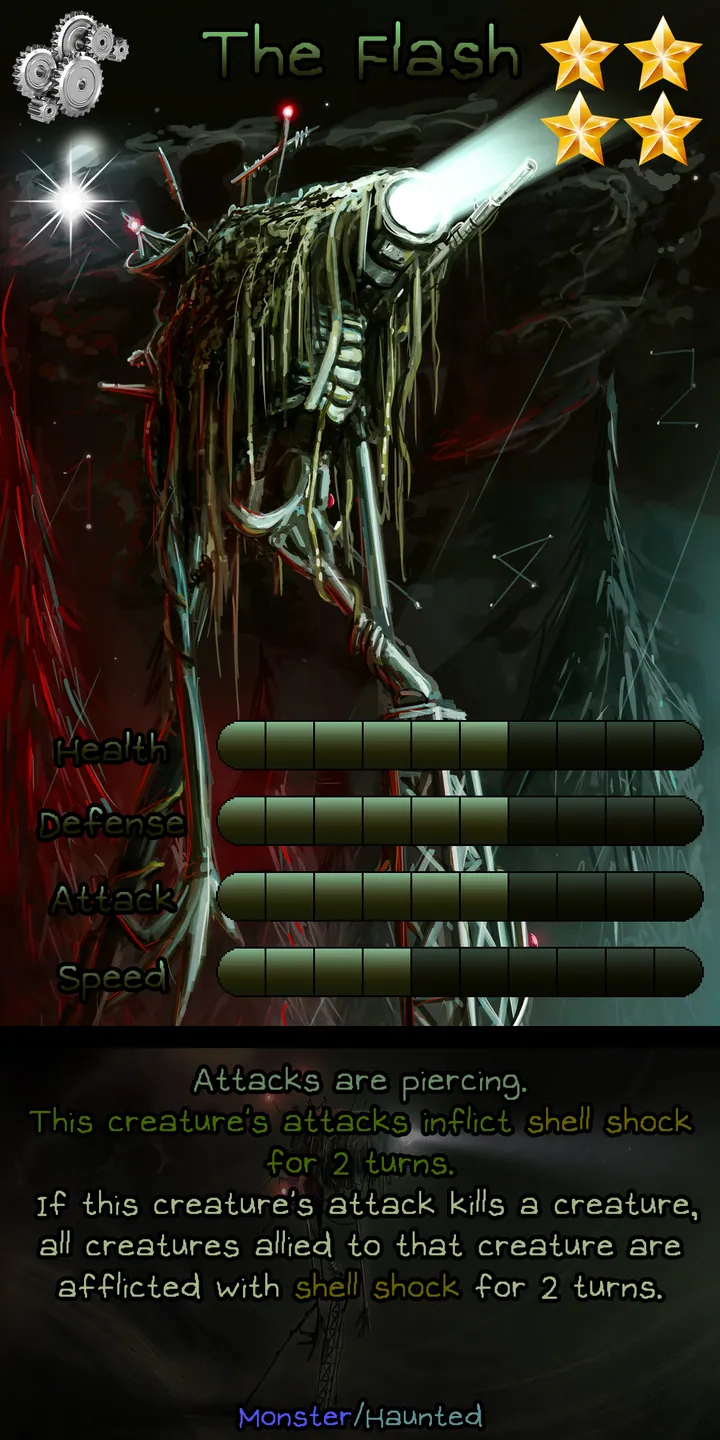 The Flash
Health
Defense
Attack
Speed
Attacks are piercing.
This creature's attacks inflict shell shock
for 2 turns.
If this creature's attack kills a creature,
all creatures allied to that creature are
afflicted with shell shock for 2 turns.
Monster/Haunted